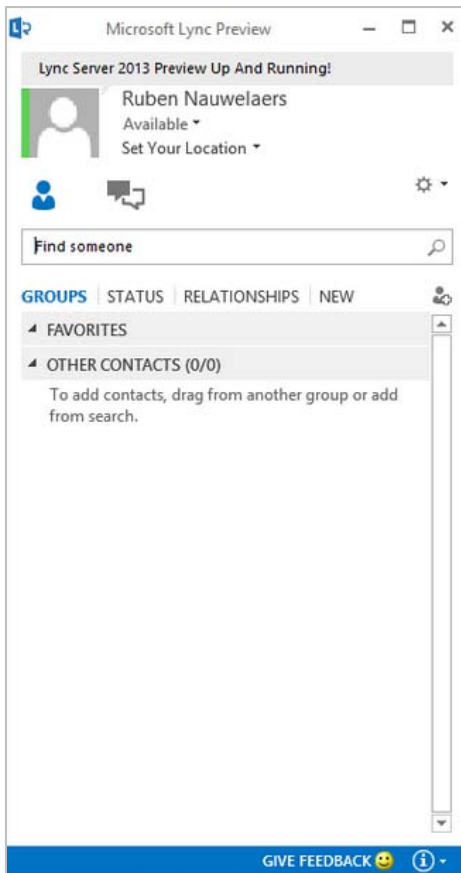 Microsoft Lync Preview
Lync Server 2013 Preview Up And Running!
Ruben Nauwelaers
Available
Set Your Location
Find someone
GROUPS STATUS RELATIONSHIPS NEW
FAVORITES
OTHER CONTACTS (0/0)
To add contacts, drag from another group or add
from search.
GIVE FEEDBACK